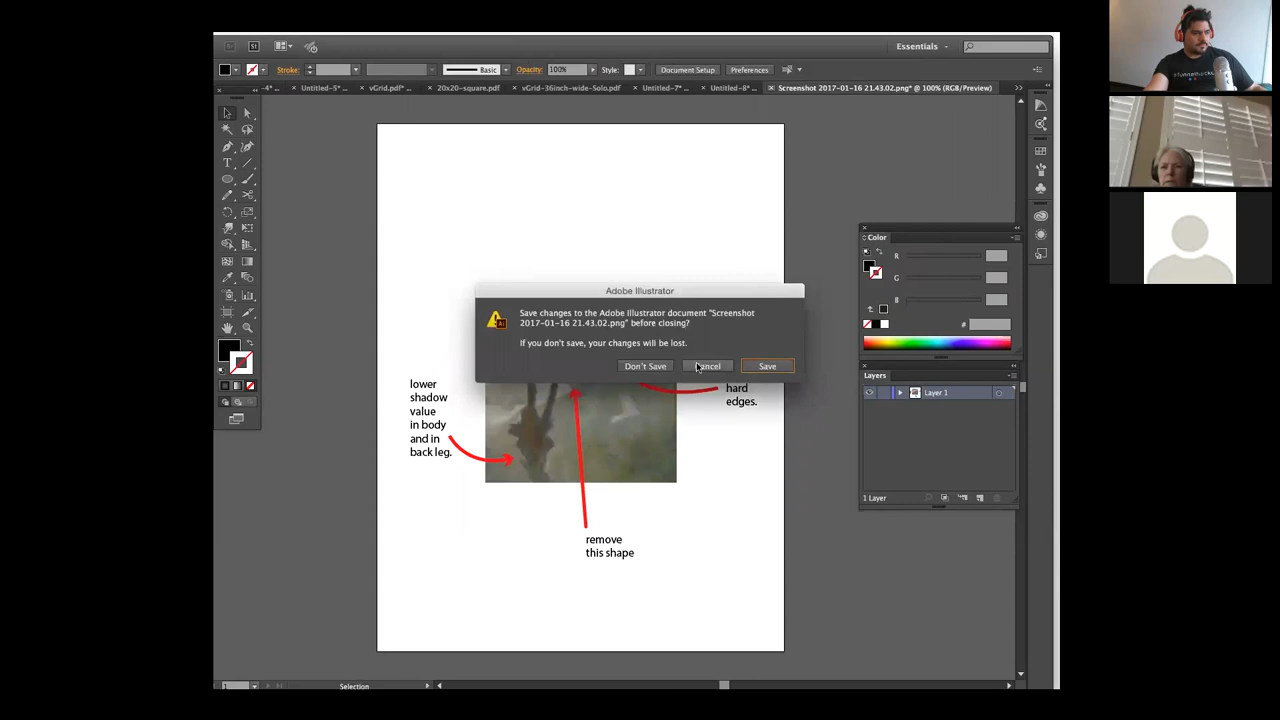 St
Essentials
Stroke:
Basic
Opacity:
100%
Style:
Document Setup
Preferences
Untitled-5*
vGrid.pdf*
20x20-square.pdf
vGrid-36inch-wide-Solo.pdf
Untitled-7*
Untitled-8*
Screenshot 2017-01-16 21.43.02.png* @ 100% (RGB/Preview)
Color
R
G
B
#
Adobe Illustrator
Save changes to the Adobe Illustrator document "Screenshot
2017-01-16 21.43.02.png" before closing?
If you don't save, your changes will be lost.
Don't Save
Cancel
Save
Layers
Layer 1
1 Layer
lower
shadow
value
in body
and in
back leg.
hard
edges.
remove
this shape
1
Selection